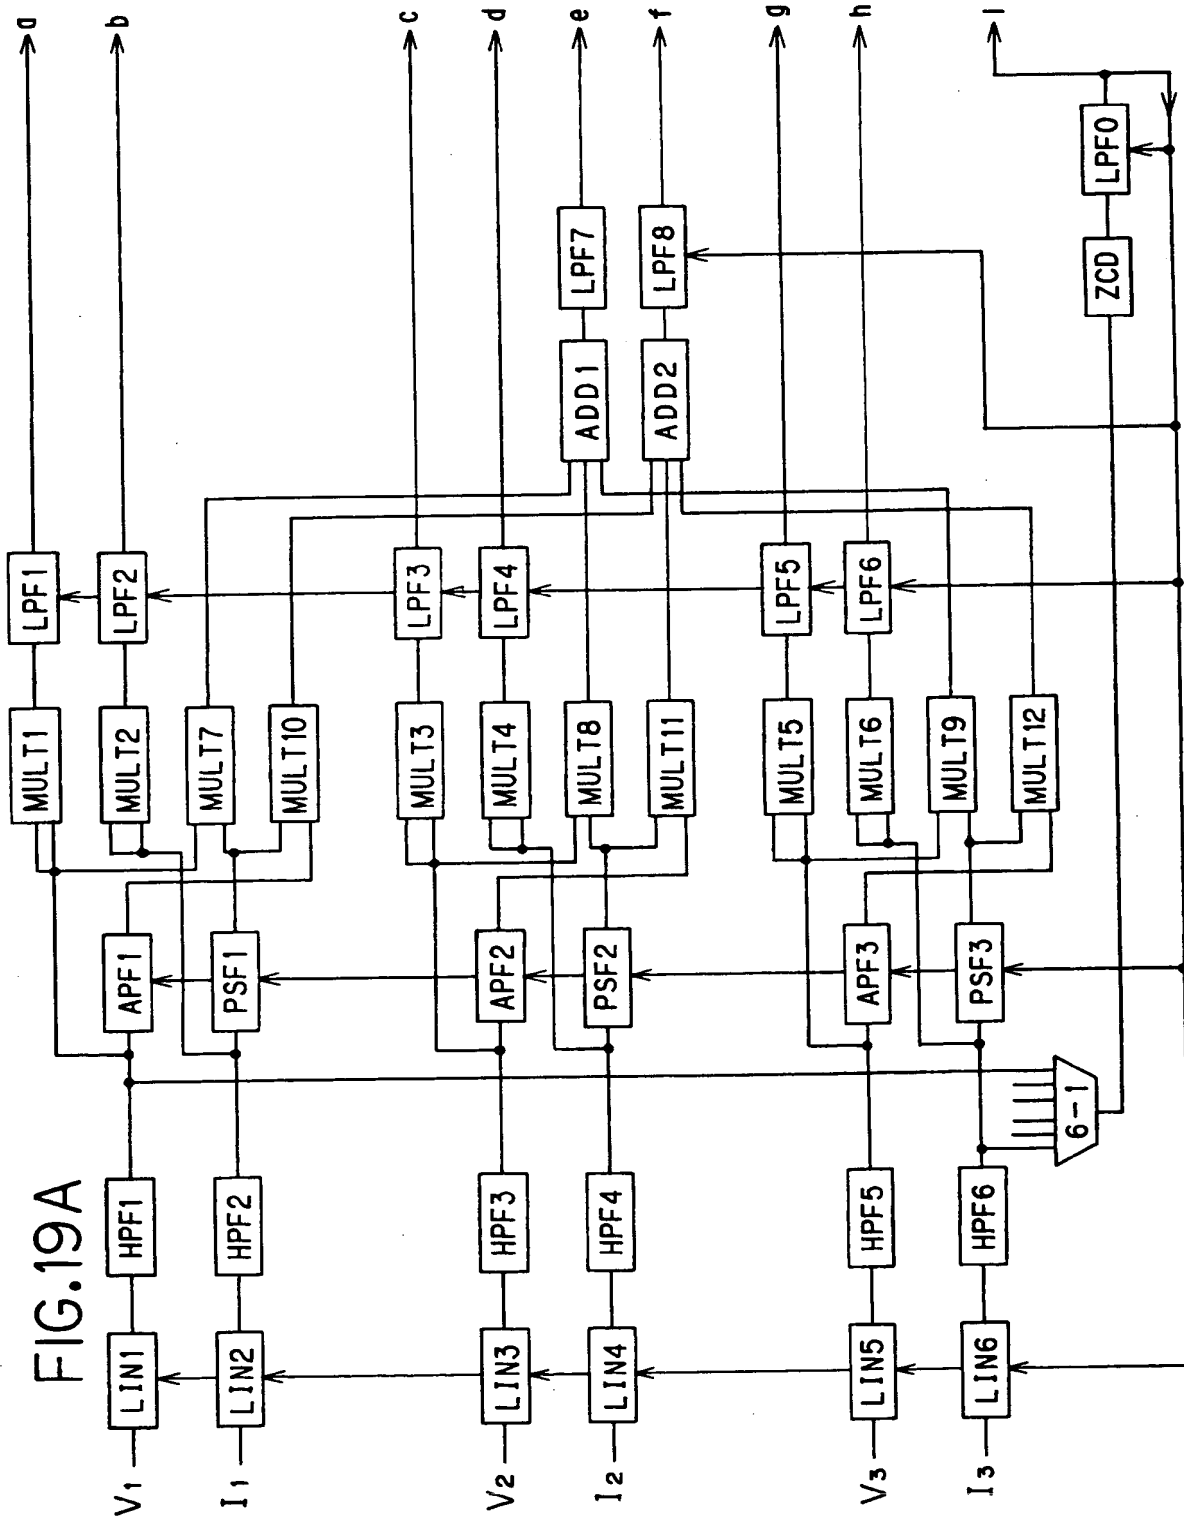 FIG.19A
V1
LIN1
HPF1
APF1
MULT1
LPF1
a
MULT2
LPF2
b
I1
LIN2
HPF2
PSF1
MULT7
MULT10
V2
LIN3
HPF3
APF2
MULT3
LPF3
c
MULT4
LPF4
d
I2
LIN4
HPF4
PSF2
MULT8
ADD1
LPF7
e
MULT11
ADD2
LPF8
f
V3
LIN5
HPF5
APF3
MULT5
LPF5
g
MULT6
LPF6
h
I3
LIN6
HPF6
PSF3
MULT9
MULT12
l
6-1
ZCD
LPF0